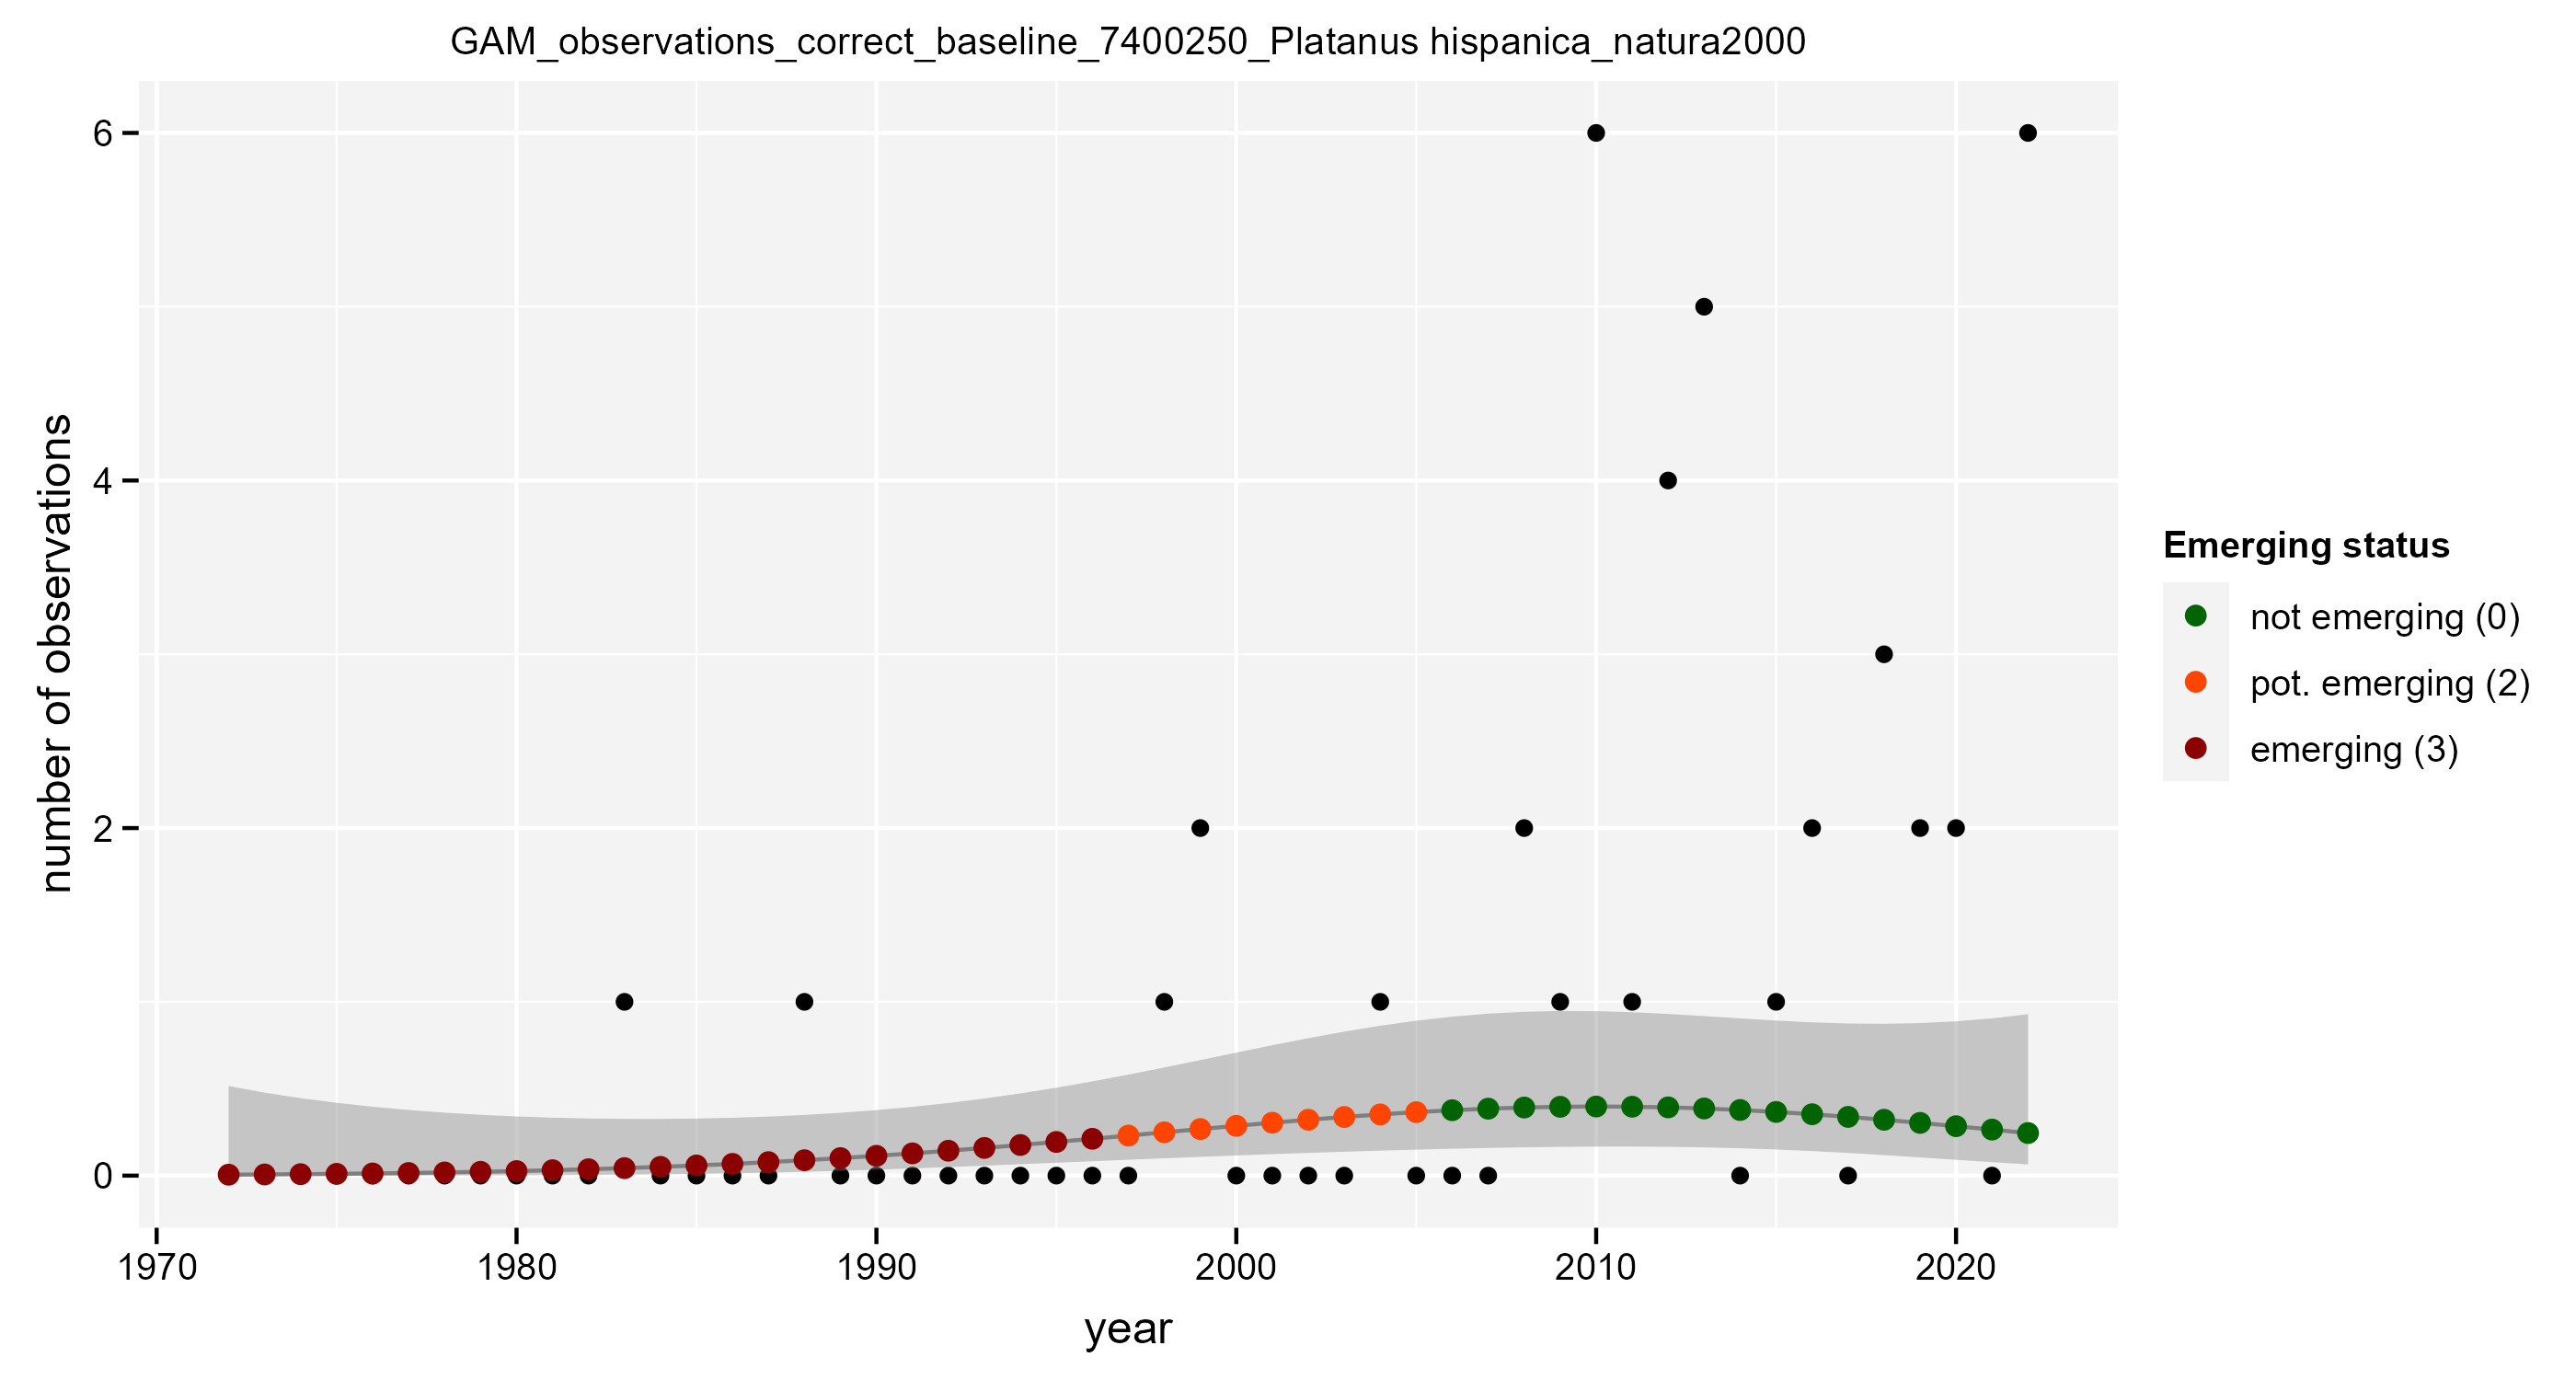 GAM_observations_correct_baseline_7400250_Platanus hispanica_natura2000
number of observations
6
4
2
0
1970 1980 1990 2000 2010 2020
year
Emerging status
not emerging (0)
pot. emerging (2)
emerging (3)